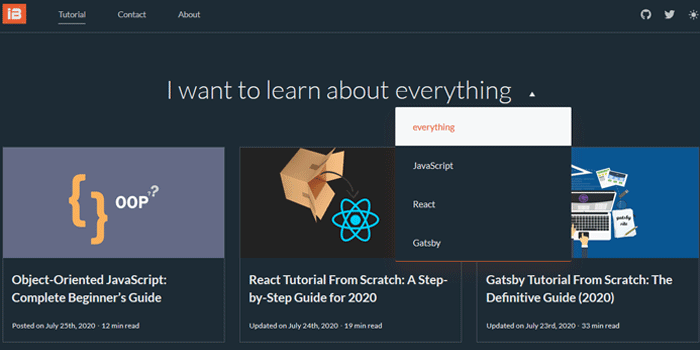 iB
Tutorial
Contact
About
I want to learn about everything
everything
JavaScript
React
Gatsby
OOP??
gatsby
site
Object-Oriented JavaScript:
Complete Beginner's Guide
Posted on July 25th, 2020 · 12 min read
React Tutorial From Scratch: A Step-
by-Step Guide for 2020
Updated on July 24th, 2020 · 19 min read
Gatsby Tutorial From Scratch: The
Definitive Guide (2020)
Updated on July 23rd, 2020 · 33 min read